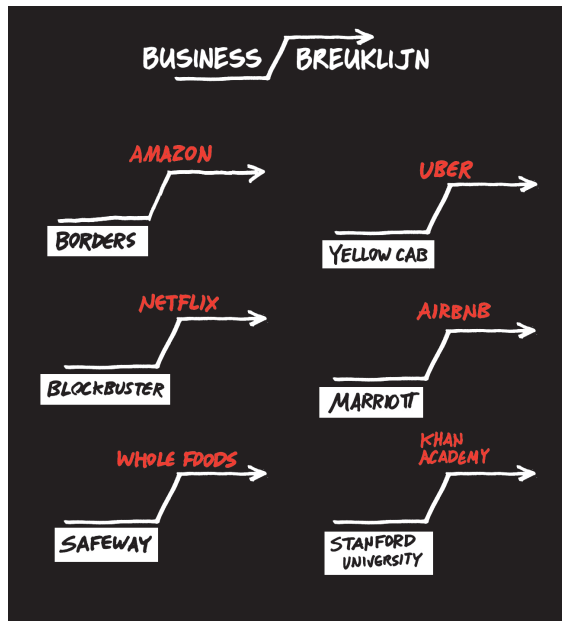 BUSINESS BREUKLIJN
AMAZON
BORDERS
UBER
YELLOW CAB
NETFLIX
BLOCKBUSTER
AIRBNB
MARRIOTT
WHOLE FOODS
SAFEWAY
KHAN
ACADEMY
STANFORD
UNIVERSITY